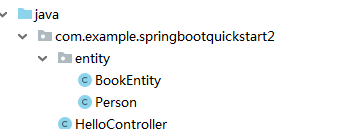 java
com.example.springbootquickstart2
entity
BookEntity
Person
HelloController